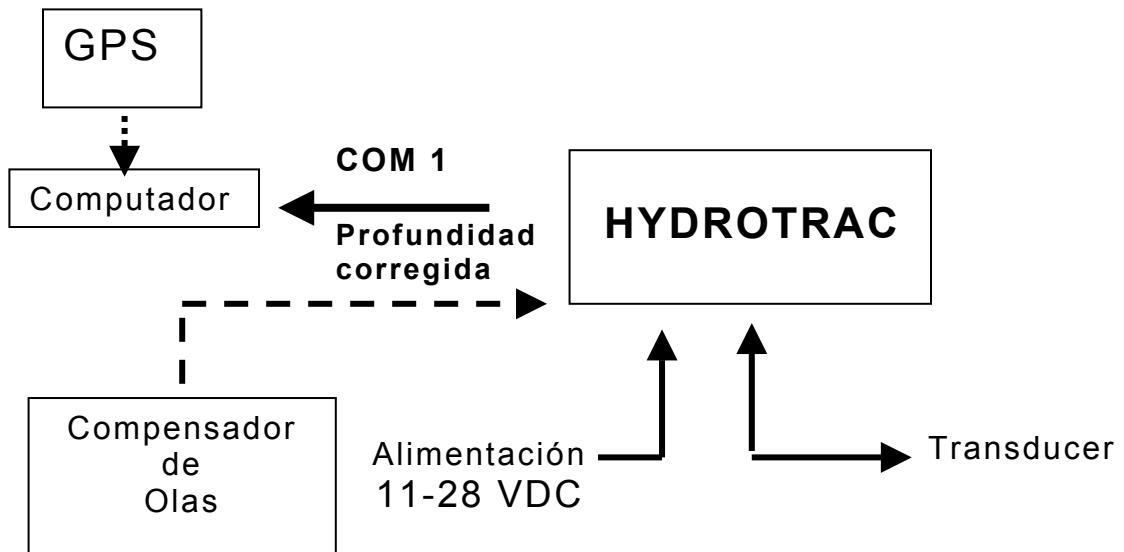 GPS
Computador
COM 1
Profundidad
corregida
HYDROTRAC
Compensador
de
Olas
Alimentación
11-28 VDC
Transducer